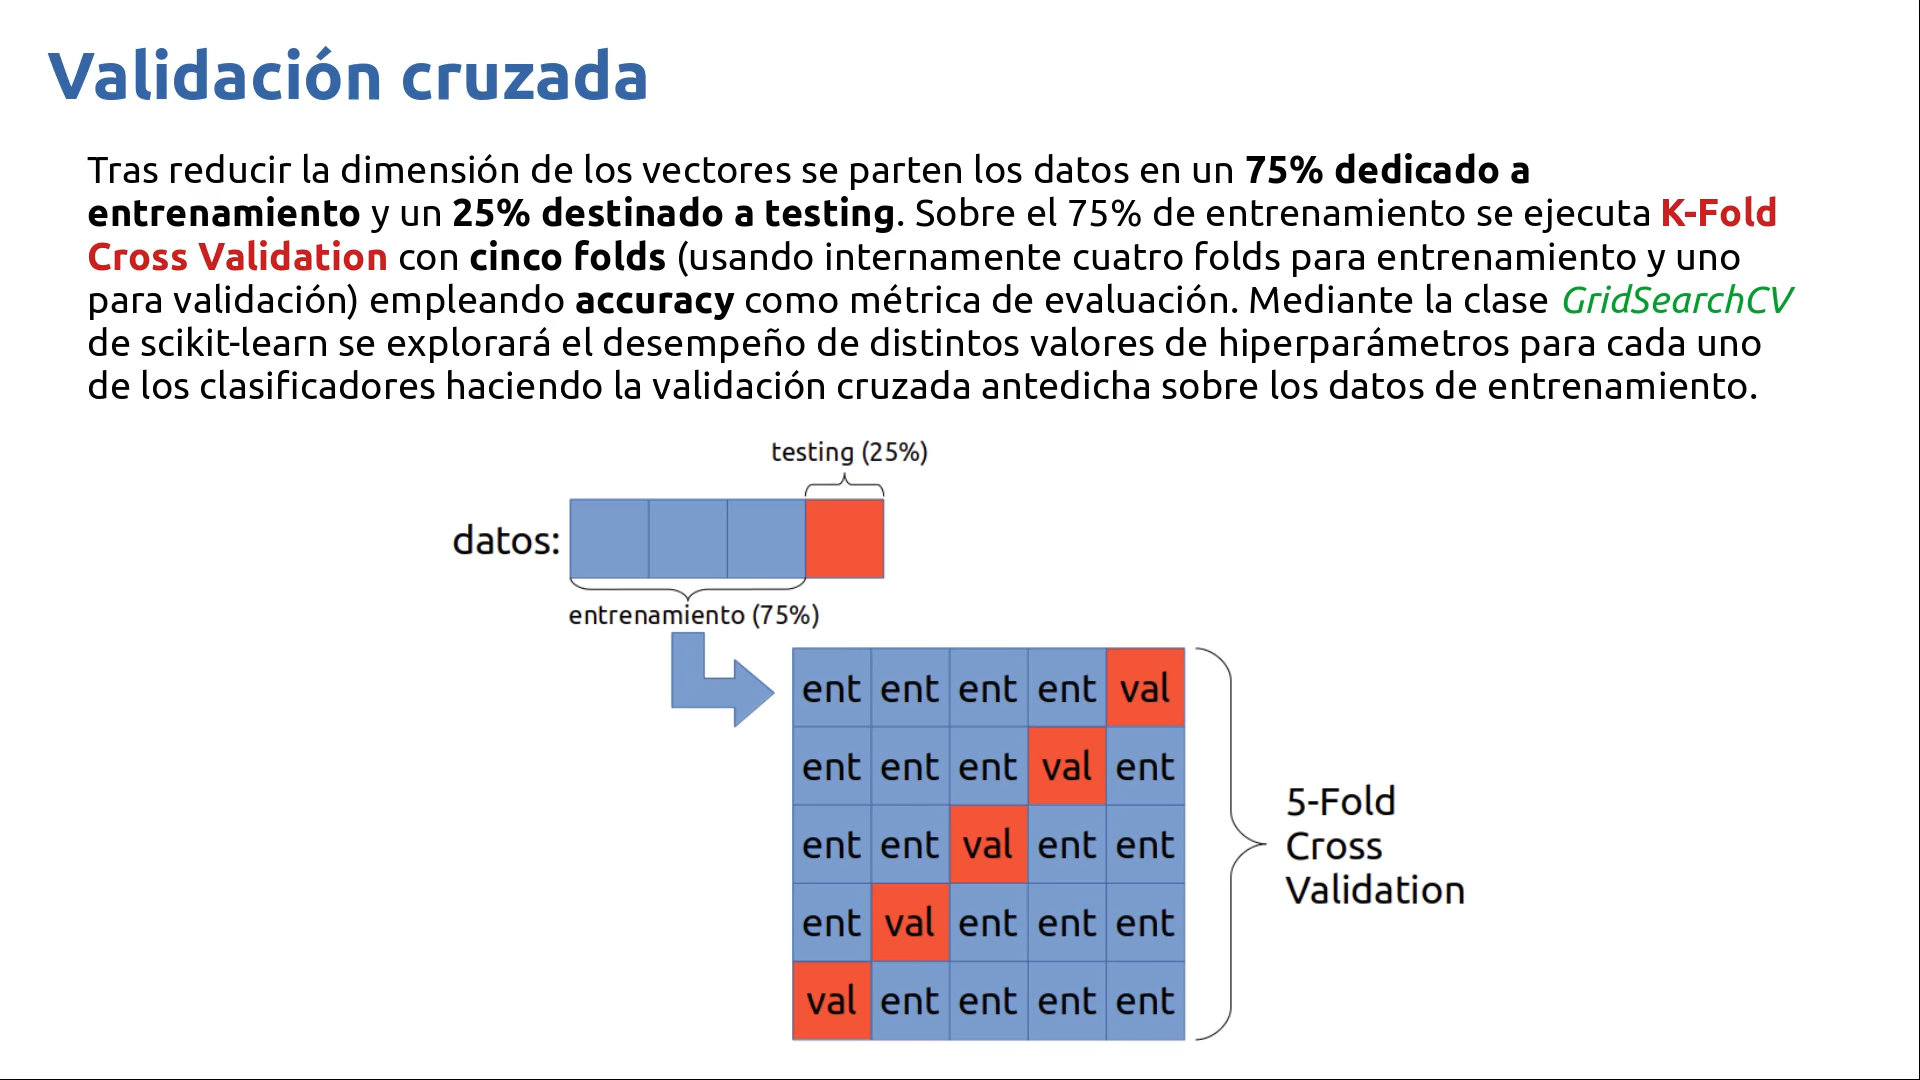 Validación cruzada
Tras reducir la dimensión de los vectores se parten los datos en un 75% dedicado a
entrenamiento y un 25% destinado a testing. Sobre el 75% de entrenamiento se ejecuta K-Fold
Cross Validation con cinco folds (usando internamente cuatro folds para entrenamiento y uno
para validación) empleando accuracy como métrica de evaluación. Mediante la clase GridSearchCV
de scikit-learn se explorará el desempeño de distintos valores de hiperparámetros para cada uno
de los clasificadores haciendo la validación cruzada antedicha sobre los datos de entrenamiento.
testing (25%)
datos:
entrenamiento (75%)
ent ent ent ent val
ent ent ent val ent
ent ent val ent ent
ent val ent ent ent
val ent ent ent ent
5-Fold
Cross
Validation